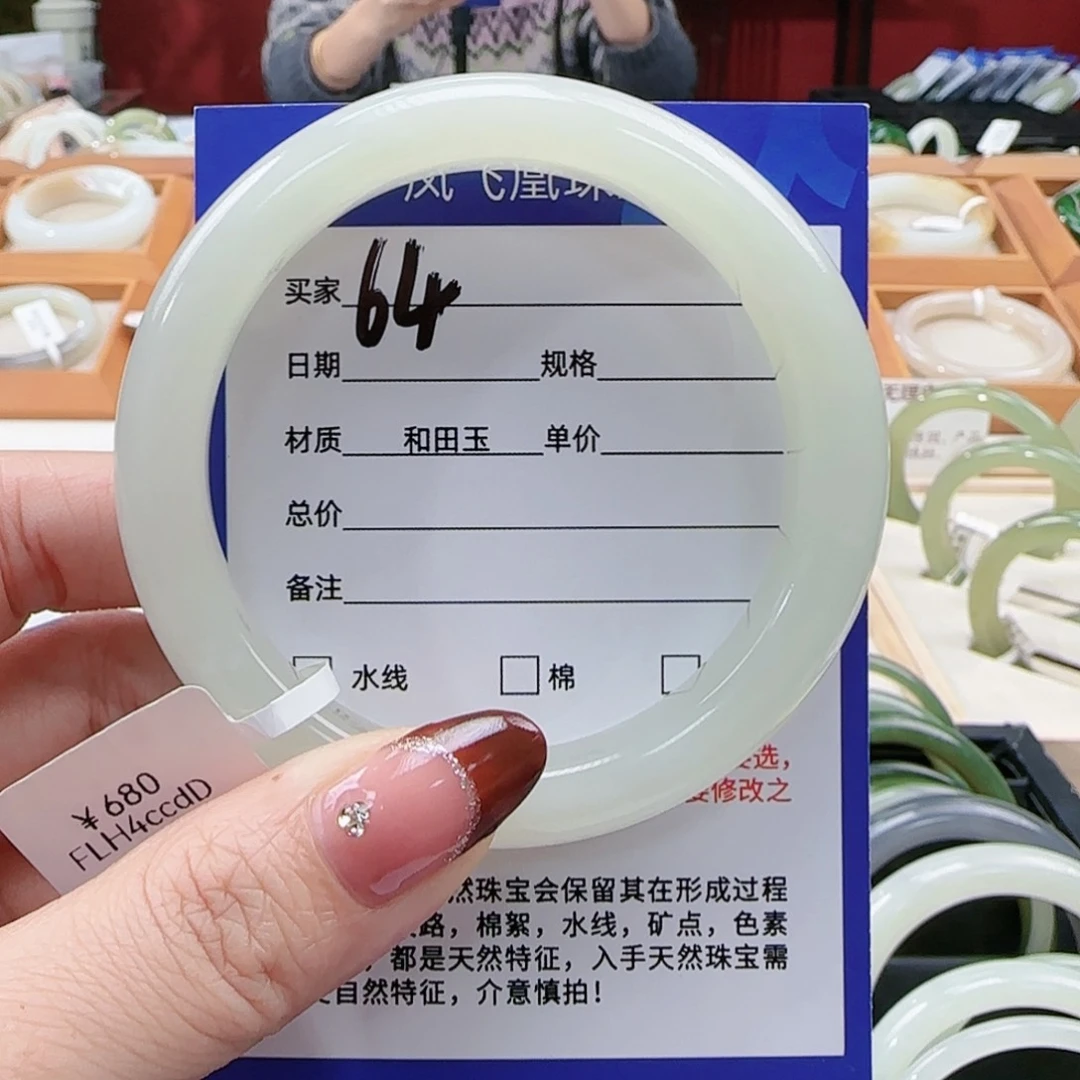 凤飞凰珠
买家 64
日期 规格
材质 和田玉 单价
总价
备注
水线 棉
选，
修改之
然珠宝会保留其在形成过程
路，棉絮，水线，矿点，色素
，都是天然特征，入手天然珠宝需
自然特征，介意慎拍！
￥680
FLH4ccdD